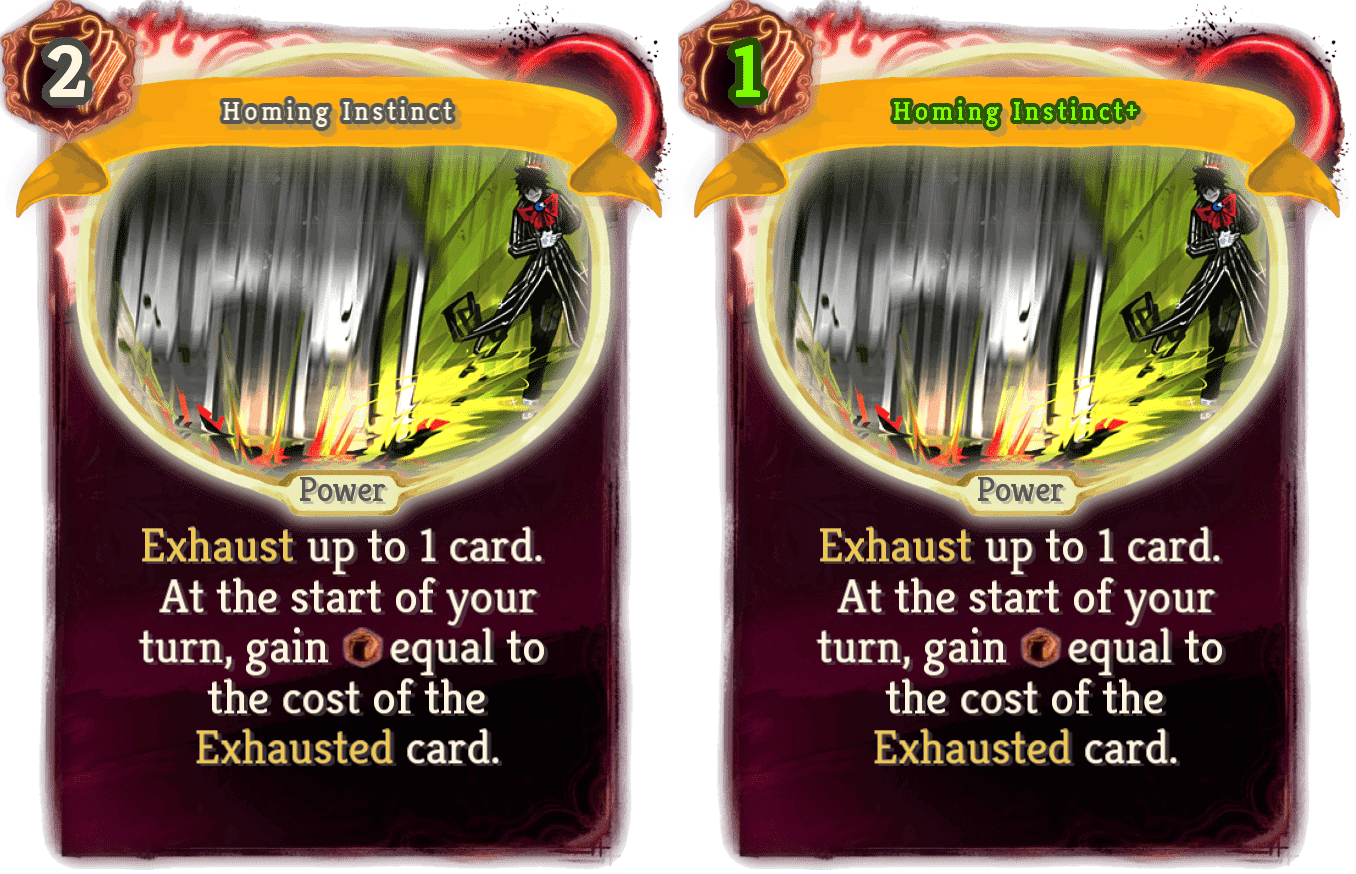 2
Homing Instinct
Power
Exhaust up to 1 card.
At the start of your
turn, gain equal to
the cost of the
Exhausted card.
1
Homing Instinct+
Power
Exhaust up to 1 card.
At the start of your
turn, gain equal to
the cost of the
Exhausted card.